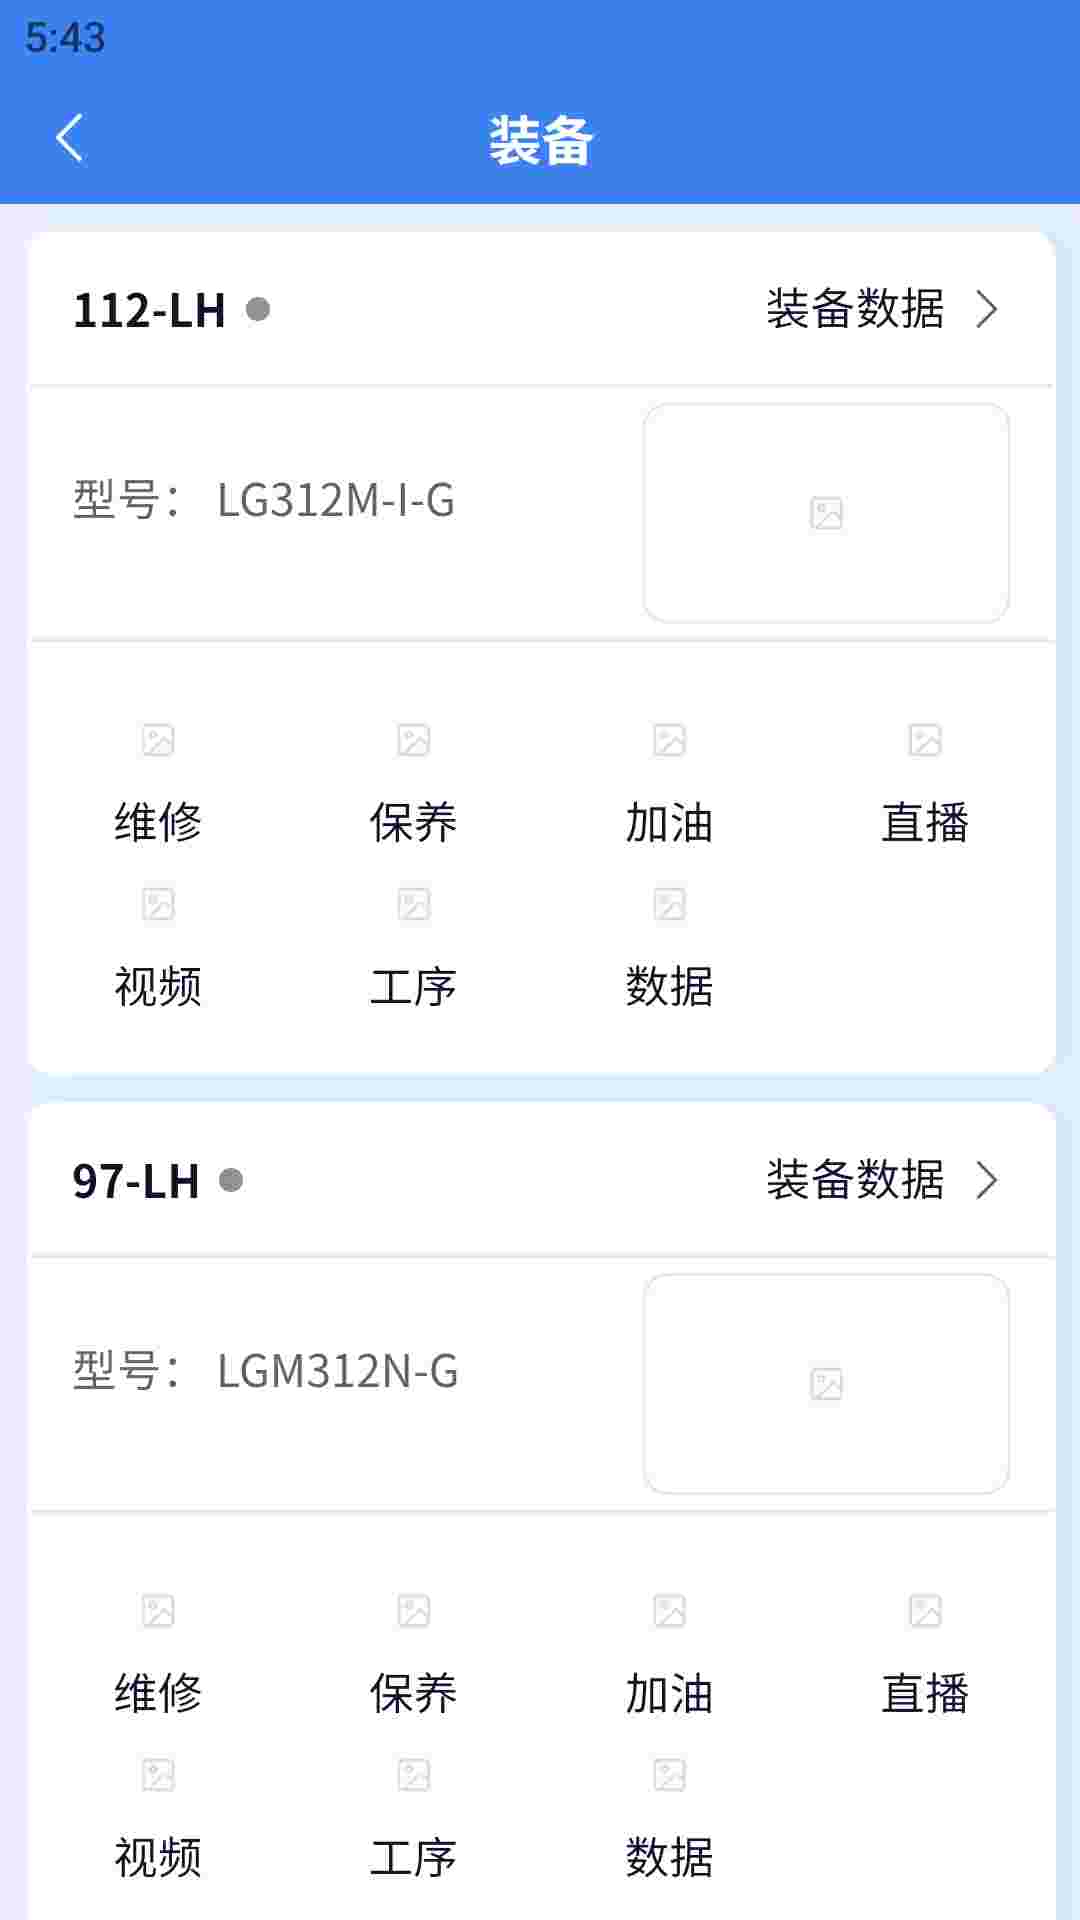 5:43
装备
112-LH 装备数据
型号： LG312M-I-G
维修 保养 加油 直播
视频 工序 数据
97-LH 装备数据
型号： LGM312N-G
维修 保养 加油 直播
视频 工序 数据